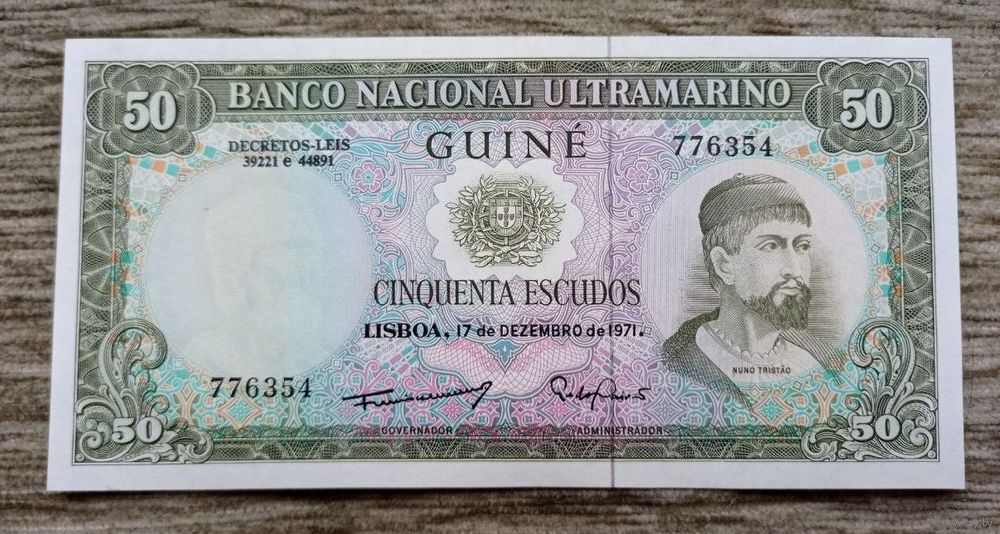 50 BANCO NACIONAL ULTRAMARINO 50
DECRETOS-LEIS
39221 e 44891
GUINÉ
776354
CINQUENTA ESCUDOS
LISBOA, 17 de DEZEMBRO de 1971.
NUNO TRISTÃO
776354
GOVERNADOR
ADMINISTRADOR
50
50